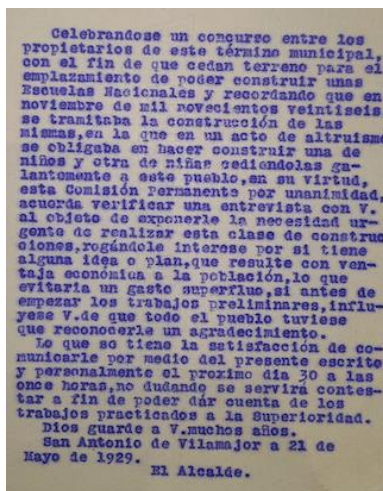 Celebrandose un concurso entre los
propietarios de este término municipal,
con el fin de que cedan terreno para el
emplazamiento de poder construir unas
Escuelas Nacionales y recordando que en
noviembre de mil novecientos veintiseis
se tramitaba la construcción de las
mismas,en la que en un acto de altruismo
se obligaba en hacer construir una de
niños y otra de niñas cediendolas ga-
lantemente a este pueblo,en su virtud,
esta Comisión Permanente por unanimidad,
acuerda verificar una entrevista con V.
al objeto de exponerle la necesidad ur-
gente de realizar esta clase de construc
ciones,rogándole interese por si tiene
alguna idea o plan,que resulte con ven-
taja económica a la población,lo que
evitaria un gasto superfluo,si antes de
empezar los trabajos preliminares,influ-
yese V.de que todo el pueblo tuviese
que reconocerle un agradecimiento.
Lo que se tiene la satisfacción de co-
municarle por medio del presente escrito
y personalmente el proximo dia 30 a las
once horas,no dudando se servirá contes-
tar a fin de poder dár cuenta de los
trabajos practicados a la Superioridad.
Dios guarde a V.muchos años.
San Antonio de Vilamajor a 21 de
Mayo de 1929.
El Alcalde.